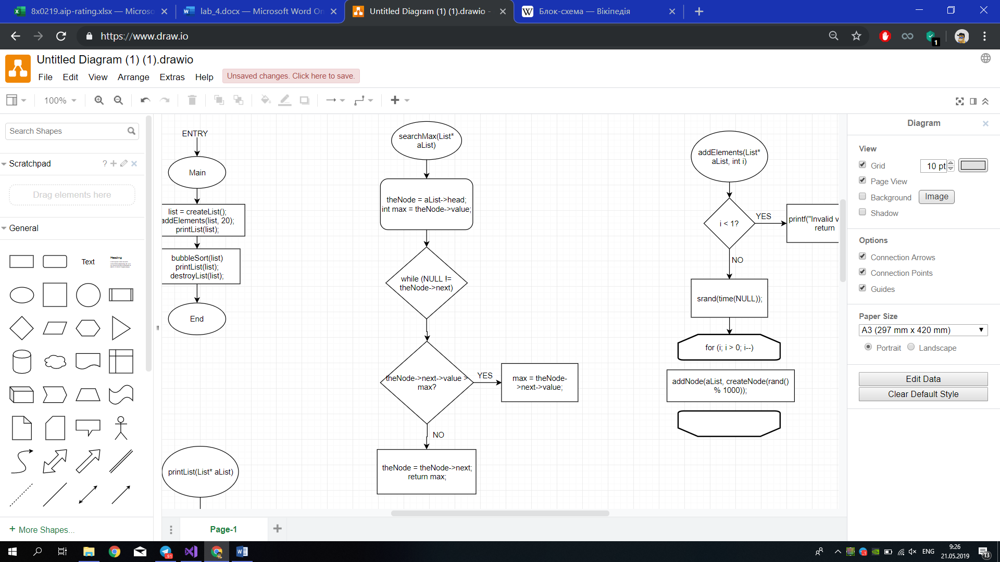 8x0219.aip-rating.xlsx — Microso
lab_4.docx — Microsoft Word On
Untitled Diagram (1) (1).drawio -
Блок-схема — Вікіпедія
https://www.draw.io
1
Untitled Diagram (1) (1).drawio
File Edit View Arrange Extras Help
Unsaved changes. Click here to save.
100%
Search Shapes
Scratchpad
?
Drag elements here
General
Text
Heading
More Shapes...
ENTRY
Main
list = createList();
addElements(list, 20);
printList(list);
bubbleSort(list)
printList(list);
destroyList(list);
End
printList(List* aList)
searchMax(List*
aList)
theNode = aList->head;
int max = theNode->value;
while (NULL !=
theNode->next)
theNode->next->value >
max?
YES
max = theNode-
>next->value;
NO
theNode = theNode->next;
return max;
addElements(List*
aList, int i)
i < 1?
YES
printf("Invalid v
return
NO
srand(time(NULL));
for (i; i > 0; i--)
addNode(aList, createNode(rand()
% 1000));
Page-1
Diagram
View
Grid
10 pt
Page View
Background
Image
Shadow
Options
Connection Arrows
Connection Points
Guides
Paper Size
A3 (297 mm x 420 mm)
Portrait
Landscape
Edit Data
Clear Default Style
91
ENG
9:26
21.05.2019
13